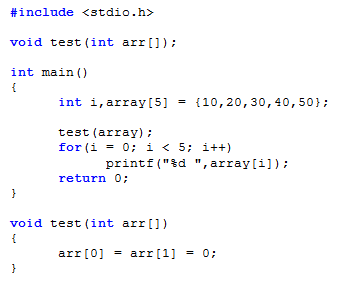 #include <stdio.h>
void test(int arr[]);
int main()
{
int i,array[5] = {10,20,30,40,50};
test(array);
for(i = 0; i < 5; i++)
printf("%d ",array[i]);
return 0;
}
void test(int arr[])
{
arr[0] = arr[1] = 0;
}